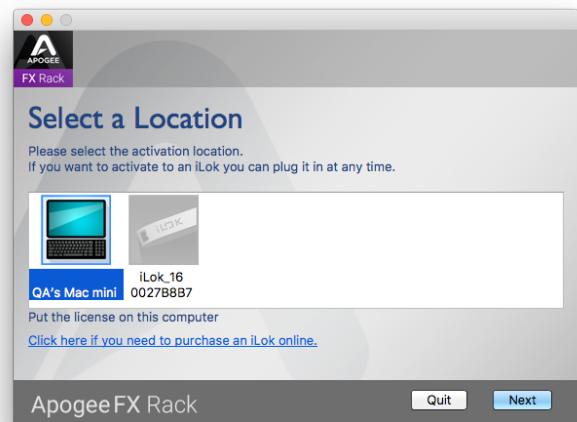 APOGEE
FX Rack
Select a Location
Please select the activation location.
If you want to activate to an iLok you can plug it in at any time.
iLOK
QA's Mac mini
iLok_16
0027B8B7
Put the license on this computer
Click here if you need to purchase an iLok online.
Apogee FX Rack
Quit
Next